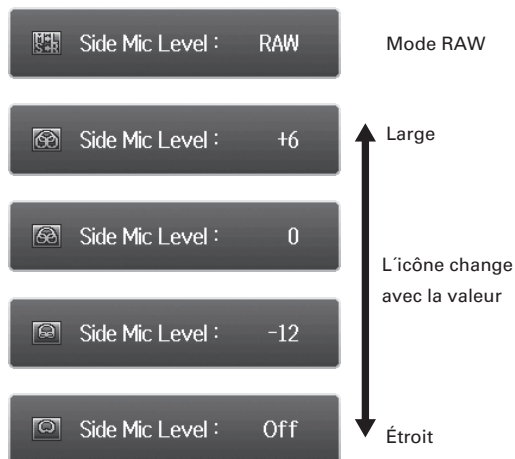 Side Mic Level : RAW
Mode RAW
Side Mic Level : +6
Large
Side Mic Level : 0
L´icône change
avec la valeur
Side Mic Level : -12
Side Mic Level : Off
Étroit